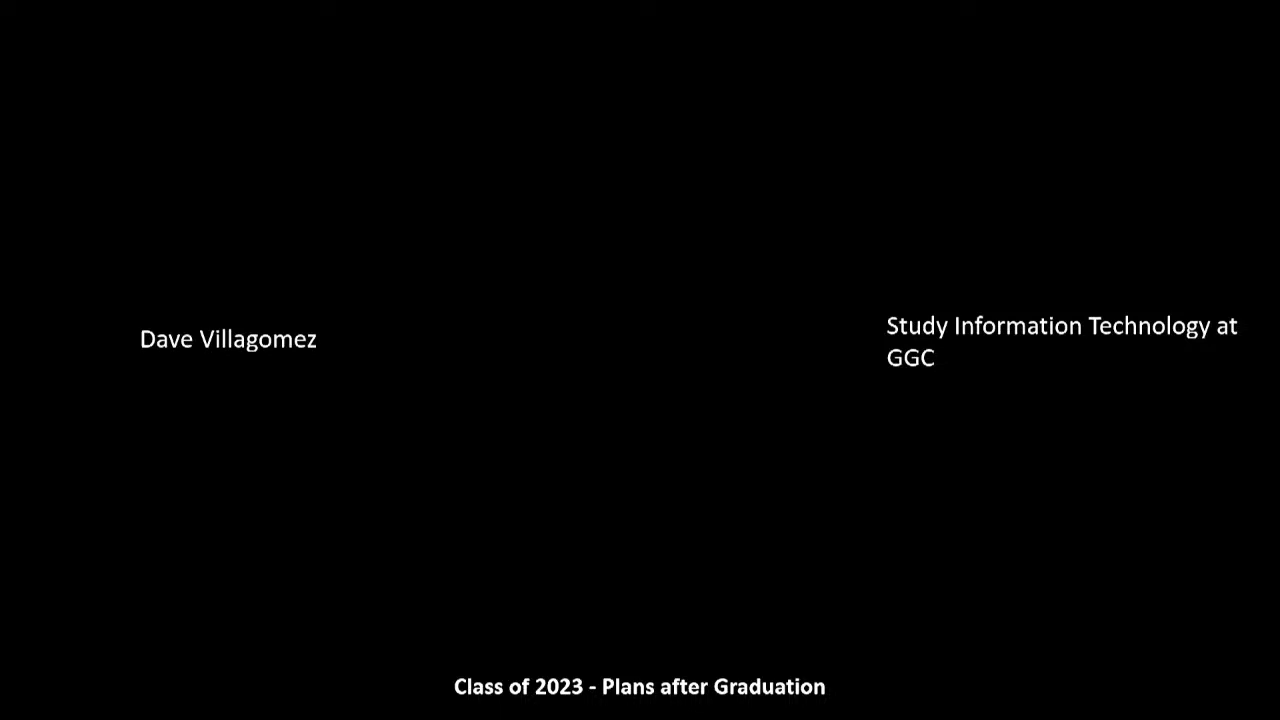 Dave Villagomez
Study Information Technology at
GGC
Class of 2023 - Plans after Graduation